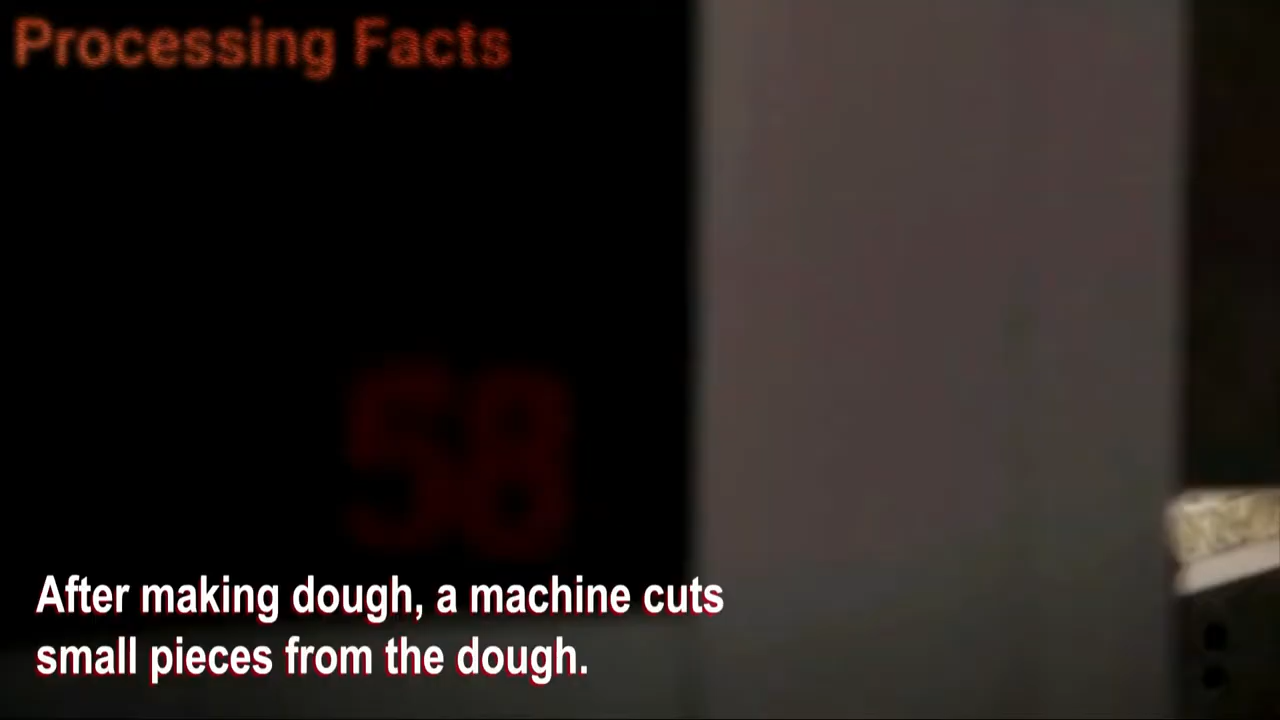 Processing Facts
58
After making dough, a machine cuts
small pieces from the dough.